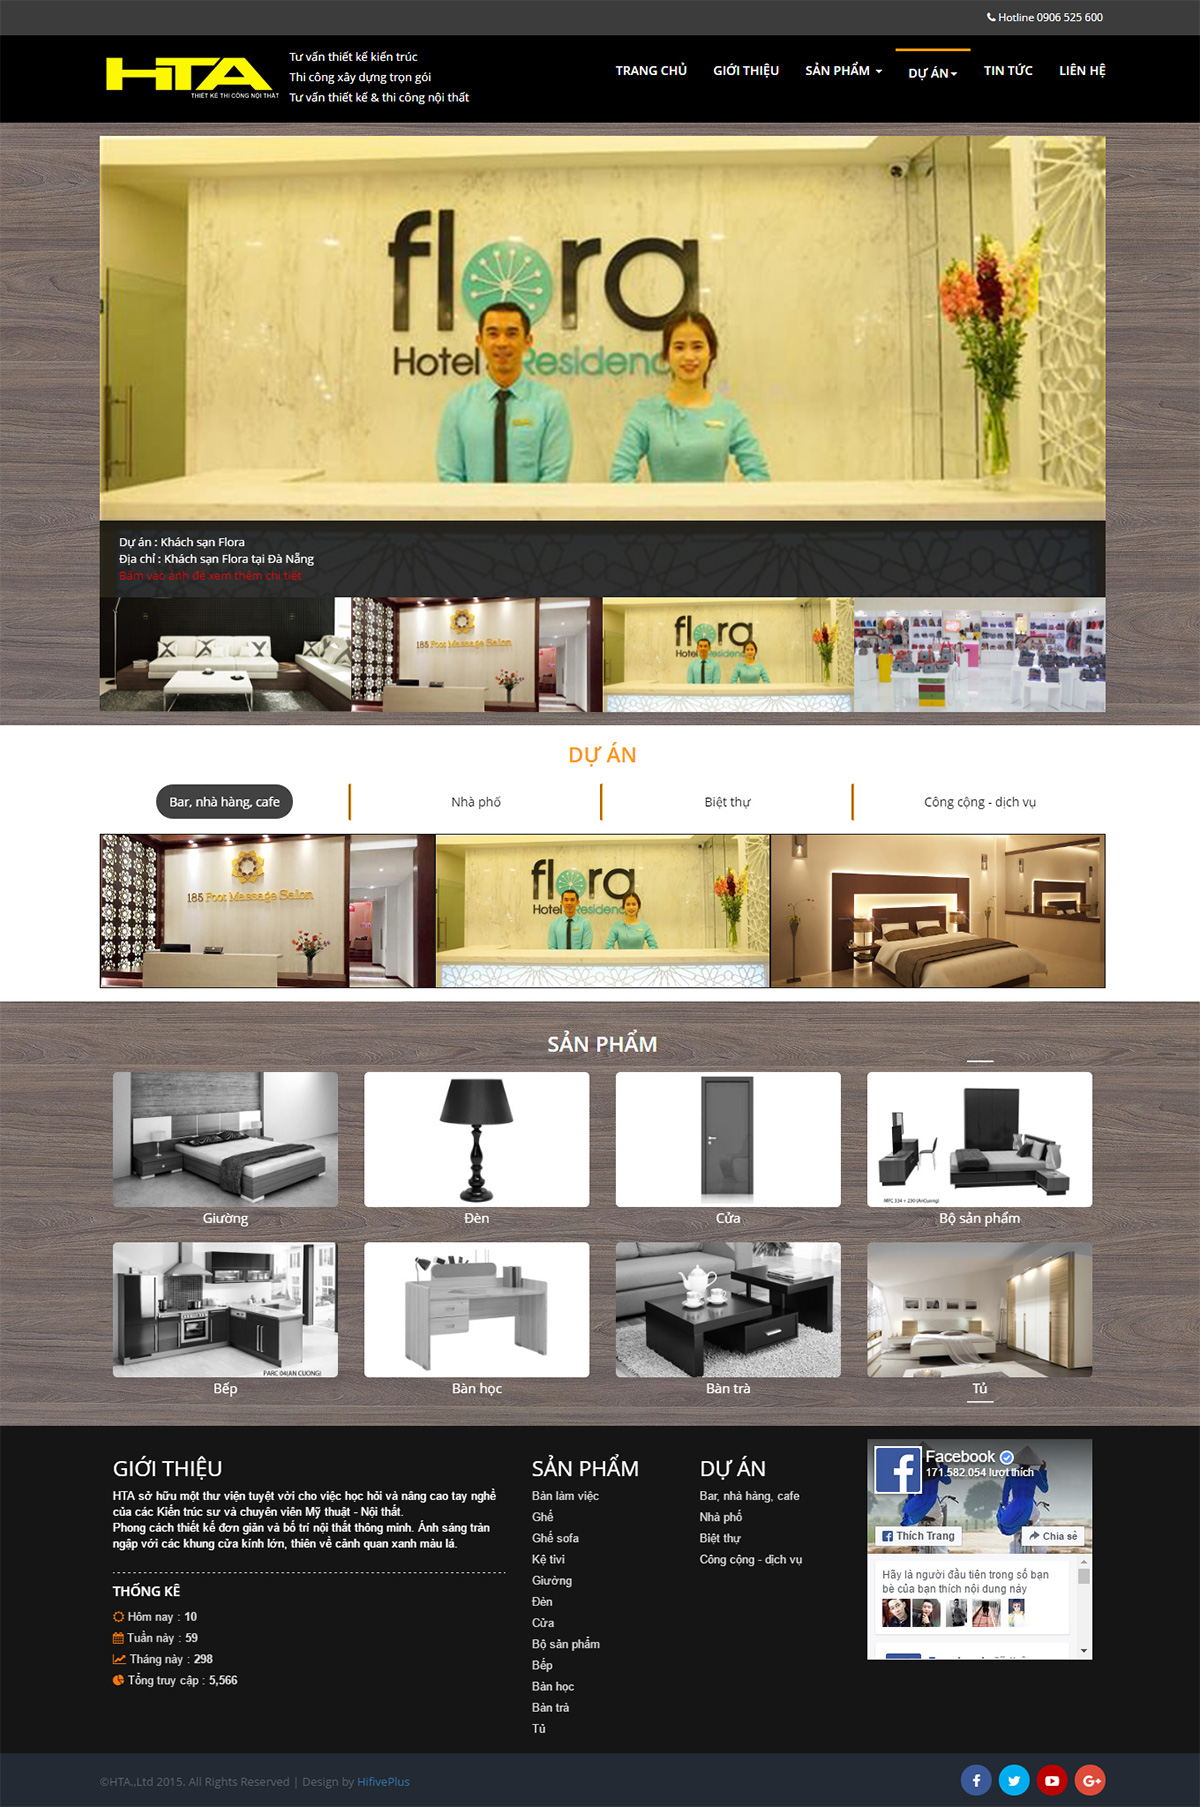 Hotline 0906 525 600
HTA
THIẾT KẾ THI CÔNG NỘI THẤT
Tư vấn thiết kế kiến trúc
Thi công xây dựng trọn gói
Tư vấn thiết kế & thi công nội thất
TRANG CHỦ GIỚI THIỆU SẢN PHẨM DỰ ÁN TIN TỨC LIÊN HỆ
flora
Hotel Residenc
Dự án : Khách sạn Flora
Địa chỉ : Khách sạn Flora tại Đà Nẵng
Bấm vào ảnh để xem thêm chi tiết
185 Foot Massage Salon
flora
Hotel Residenc
DỰ ÁN
Bar, nhà hàng, cafe Nhà phố Biệt thự Công cộng - dịch vụ
185 Foot Massage Salon
flora
Hotel Residenc
SẢN PHẨM
MFC 334 + 230 (AnCuong)
Giường Đèn Cửa Bộ sản phẩm
PARC 04(AN CUONG)
Bếp Bàn học Bàn trà Tủ
GIỚI THIỆU
HTA sở hữu một thư viện tuyệt vời cho việc học hỏi và nâng cao tay nghề
của các Kiến trúc sư và chuyên viên Mỹ thuật - Nội thất.
Phong cách thiết kế đơn giản và bố trí nội thất thông minh. Ánh sáng tràn
ngập với các khung cửa kính lớn, thiên về cảnh quan xanh màu lá.
THỐNG KÊ
Hôm nay : 10
Tuần này : 59
Tháng này : 298
Tổng truy cập : 5,566
SẢN PHẨM
Bàn làm việc
Ghế
Ghế sofa
Kệ tivi
Giường
Đèn
Cửa
Bộ sản phẩm
Bếp
Bàn học
Bàn trà
Tủ
DỰ ÁN
Bar, nhà hàng, cafe
Nhà phố
Biệt thự
Công cộng - dịch vụ
Facebook
171.582.054 lượt thích
Thích Trang Chia sẻ
Hãy là người đầu tiên trong số bạn
bè của bạn thích nội dung này
©HTA.,Ltd 2015. All Rights Reserved | Design by HifivePlus